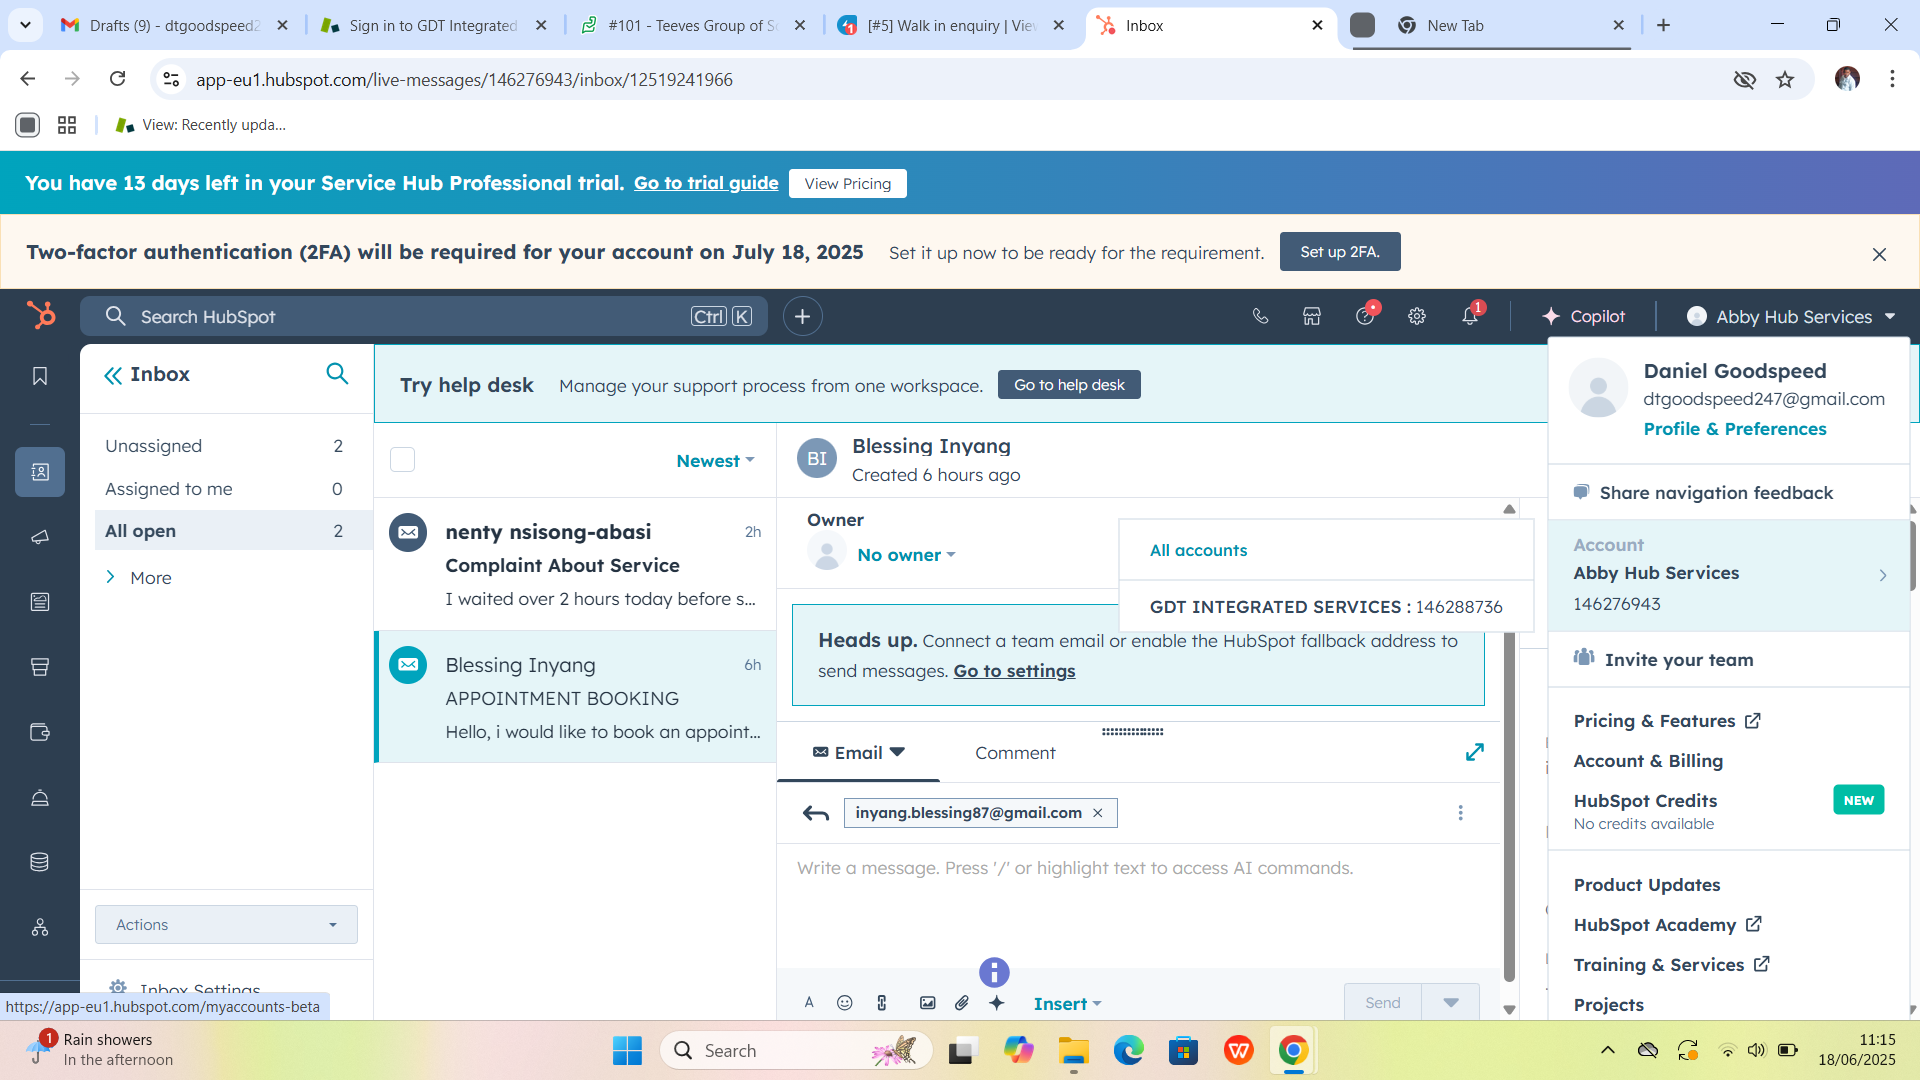 Drafts (9) - dtgoodspeed2
Sign in to GDT Integrated
#101 - Teeves Group of S
[#5] Walk in enquiry | Vie
Inbox
New Tab
app-eu1.hubspot.com/live-messages/146276943/inbox/12519241966
View: Recently upda...
You have 13 days left in your Service Hub Professional trial. Go to trial guide View Pricing
Two-factor authentication (2FA) will be required for your account on July 18, 2025 Set it up now to be ready for the requirement. Set up 2FA.
Search HubSpot
Ctrl K
1
Copilot
Abby Hub Services
Inbox
Unassigned 2
Assigned to me 0
All open 2
More
Actions
Inbox Settings
https://app-eu1.hubspot.com/myaccounts-beta
Try help desk Manage your support process from one workspace. Go to help desk
Newest
nenty nsisong-abasi 2h
Complaint About Service
I waited over 2 hours today before s...
Blessing Inyang 6h
APPOINTMENT BOOKING
Hello, i would like to book an appoint...
BI
Blessing Inyang
Created 6 hours ago
Owner
No owner
All accounts
GDT INTEGRATED SERVICES : 146288736
Heads up. Connect a team email or enable the HubSpot fallback address to
send messages. Go to settings
Email
Comment
inyang.blessing87@gmail.com
Write a message. Press '/' or highlight text to access AI commands.
A
Insert
Send
Daniel Goodspeed
dtgoodspeed247@gmail.com
Profile & Preferences
Share navigation feedback
Account
Abby Hub Services
146276943
Invite your team
Pricing & Features
Account & Billing
HubSpot Credits
NEW
No credits available
Product Updates
HubSpot Academy
Training & Services
Projects
1
Rain showers
In the afternoon
Search
11:15
18/06/2025